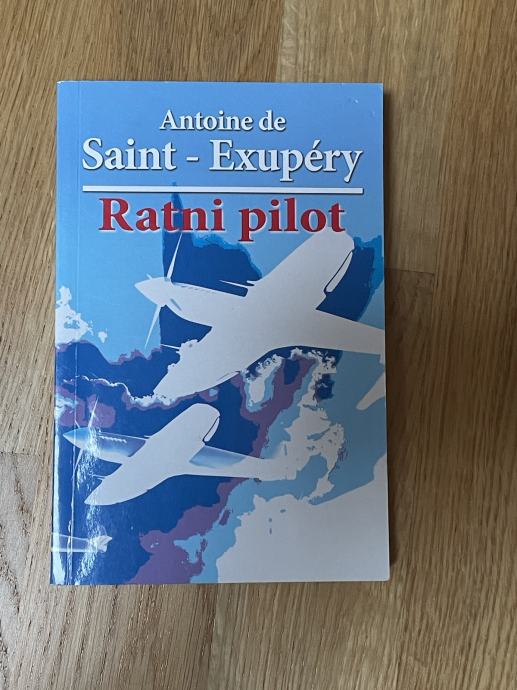 Antoine de
Saint - Exupéry
Ratni pilot